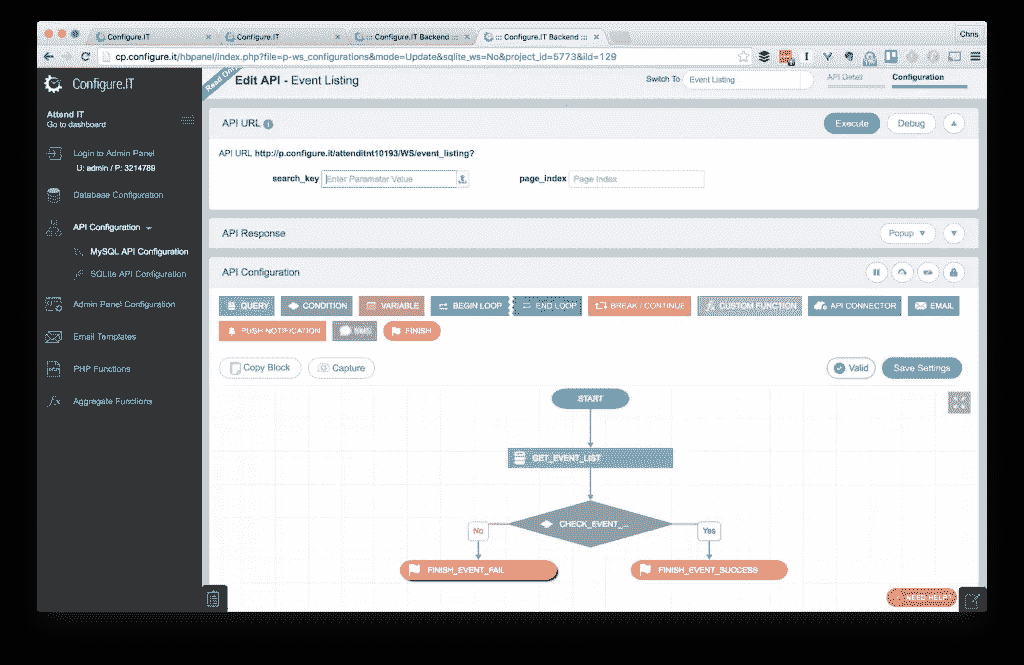 Chris
Configure.IT
Configure.IT
::: Configure.IT Backend :::
::: Configure.IT Backend :::
cp.configure.it/hbpanel/index.php?file=p-ws_configurations&mode=Update&sqlite_ws=No&project_id=5773&iId=129
Configure.IT
Read Only
Edit API - Event Listing
Switch To
Event Listing
API Detail
Configuration
Attend IT
Go to dashboard
Login to Admin Panel
U: admin / P: 3214789
Database Configuration
API Configuration
MySQL API Configuration
SQLite API Configuration
Admin Panel Configuration
Email Templates
PHP Functions
Aggregate Functions
API URL
Execute
Debug
API URL http://p.configure.it/attenditnt10193/WS/event_listing?
search_key
Enter Parameter Value
page_index
Page Index
API Response
Popup
API Configuration
QUERY
CONDITION
VARIABLE
BEGIN LOOP
END LOOP
BREAK / CONTINUE
CUSTOM FUNCTION
API CONNECTOR
EMAIL
PUSH NOTIFICATION
SMS
FINISH
Copy Block
Capture
Valid
Save Settings
START
GET_EVENT_LIST
CHECK_EVENT_...
No
Yes
FINISH_EVENT_FAIL
FINISH_EVENT_SUCCESS
NEED HELP?